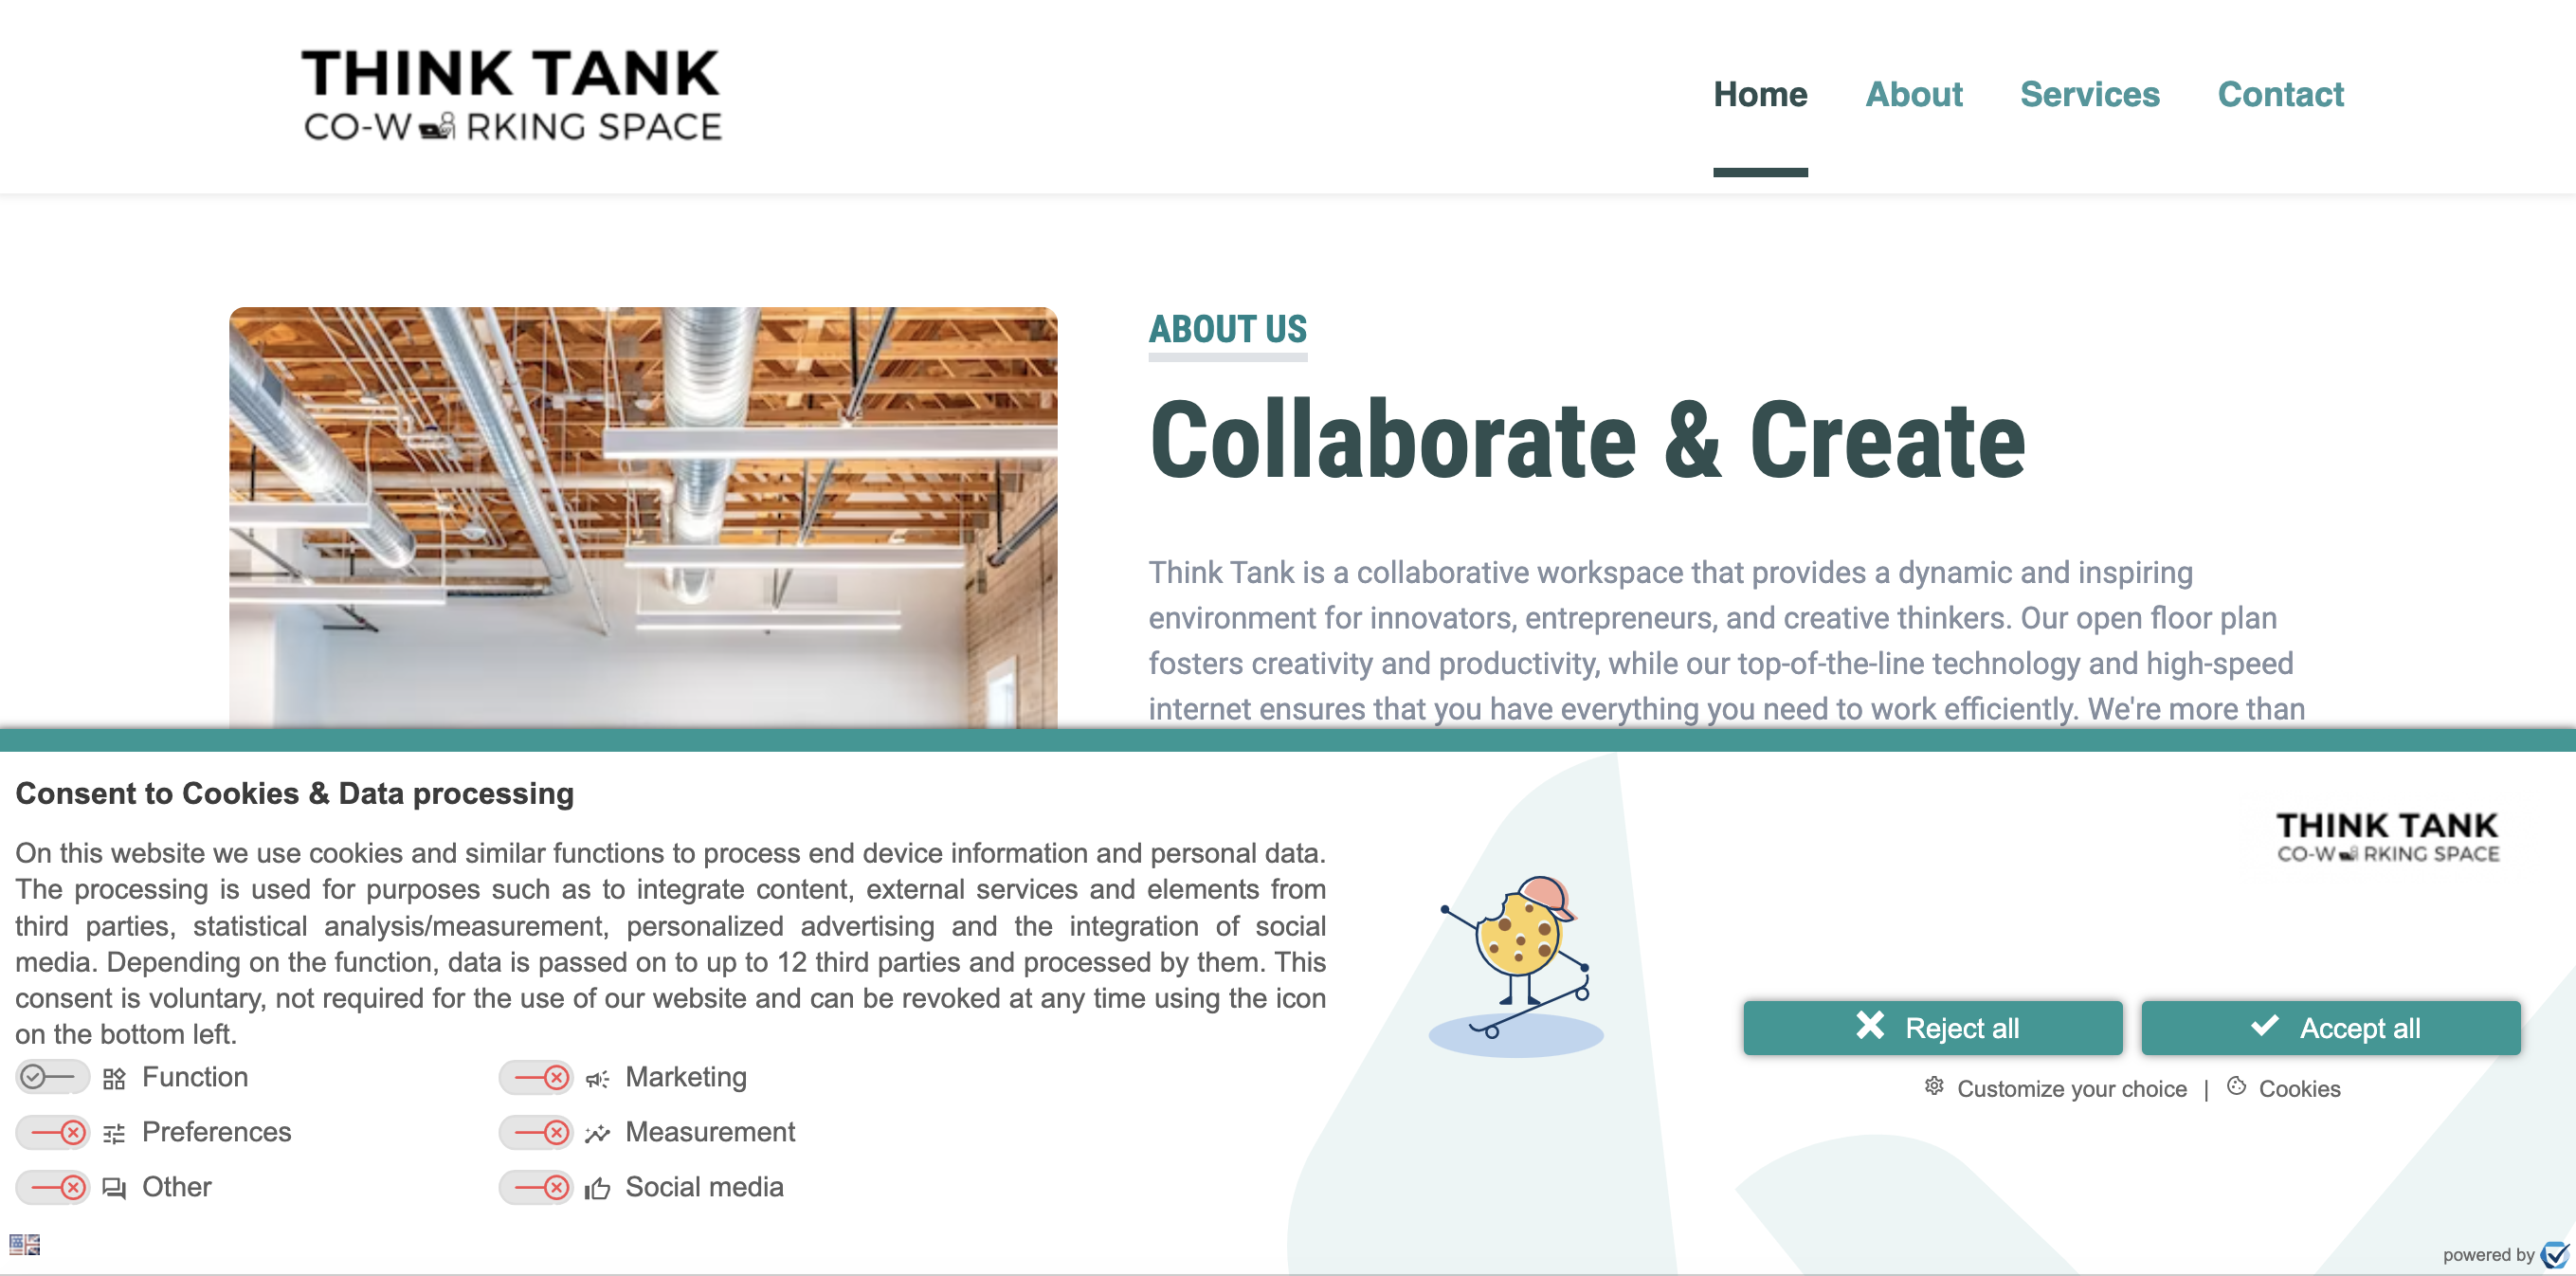 THINK TANK
CO-W RKING SPACE
Home
About
Services
Contact
ABOUT US
Collaborate & Create
Think Tank is a collaborative workspace that provides a dynamic and inspiring
environment for innovators, entrepreneurs, and creative thinkers. Our open floor plan
fosters creativity and productivity, while our top-of-the-line technology and high-speed
internet ensures that you have everything you need to work efficiently. We're more than
Consent to Cookies & Data processing
On this website we use cookies and similar functions to process end device information and personal data.
The processing is used for purposes such as to integrate content, external services and elements from
third parties, statistical analysis/measurement, personalized advertising and the integration of social
media. Depending on the function, data is passed on to up to 12 third parties and processed by them. This
consent is voluntary, not required for the use of our website and can be revoked at any time using the icon
on the bottom left.
Function
Marketing
Preferences
Measurement
Other
Social media
THINK TANK
CO-W RKING SPACE
Reject all
Accept all
Customize your choice | Cookies
powered by